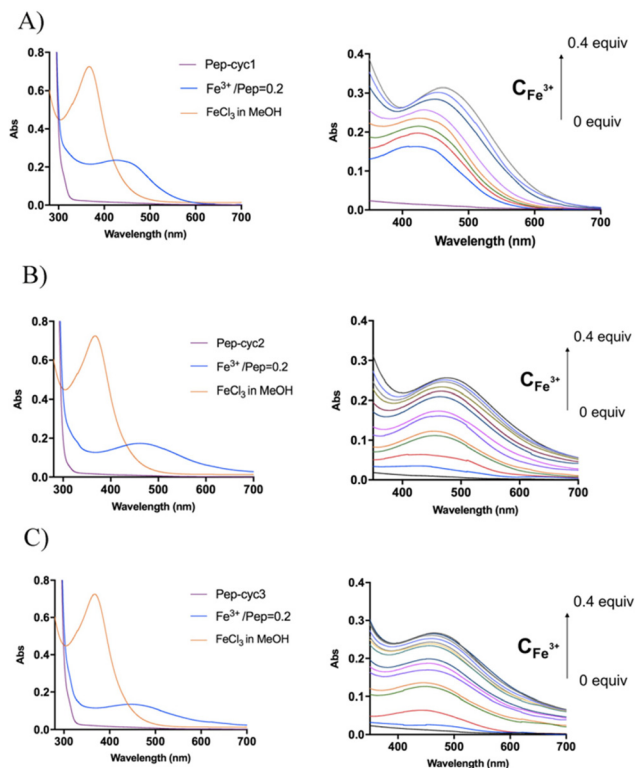 A)
0.8
0.6
0.4
0.2
0.0
Abs
300 400 500 600 700
Wavelength (nm)
Pep-cyc1
Fe³⁺/Pep=0.2
FeCl₃ in MeOH
0.4
0.3
0.2
0.1
0.0
Abs
400 500 600 700
Wavelength (nm)
0.4 equiv
C Fe³⁺
0 equiv
B)
0.8
0.6
0.4
0.2
0.0
Abs
300 400 500 600 700
Wavelength (nm)
Pep-cyc2
Fe³⁺/Pep=0.2
FeCl₃ in MeOH
0.4
0.3
0.2
0.1
0.0
Abs
400 500 600 700
Wavelength (nm)
0.4 equiv
C Fe³⁺
0 equiv
C)
0.8
0.6
0.4
0.2
0.0
Abs
300 400 500 600 700
Wavelength (nm)
Pep-cyc3
Fe³⁺/Pep=0.2
FeCl₃ in MeOH
0.4
0.3
0.2
0.1
0.0
Abs
400 500 600 700
Wavelength (nm)
0.4 equiv
C Fe³⁺
0 equiv